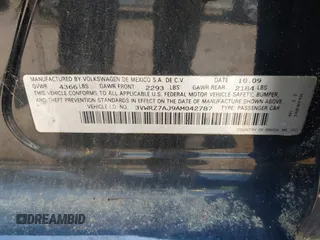 MFD BY VOLKSWAGEN DE MEXICO S.A. DE C.V. DATE 10.09
GVWR 4366 LBS GAWR FRONT 2293 LBS GAWR REAR 2184 LBS
THIS VEHICLE CONFORMS TO ALL APPLICABLE U.S. FEDERAL MOTOR VEHICLE SAFETY, BUMPER,
AND THEFT PREVENTION STANDARDS IN EFFECT ON THE DATE OF MANUFACTURE SHOWN ABOVE.
VEHICLE IDENT. NO.: 3VWRZ7AJ9AM042787 TYPE: PASSENGER CAR
DREAMBID